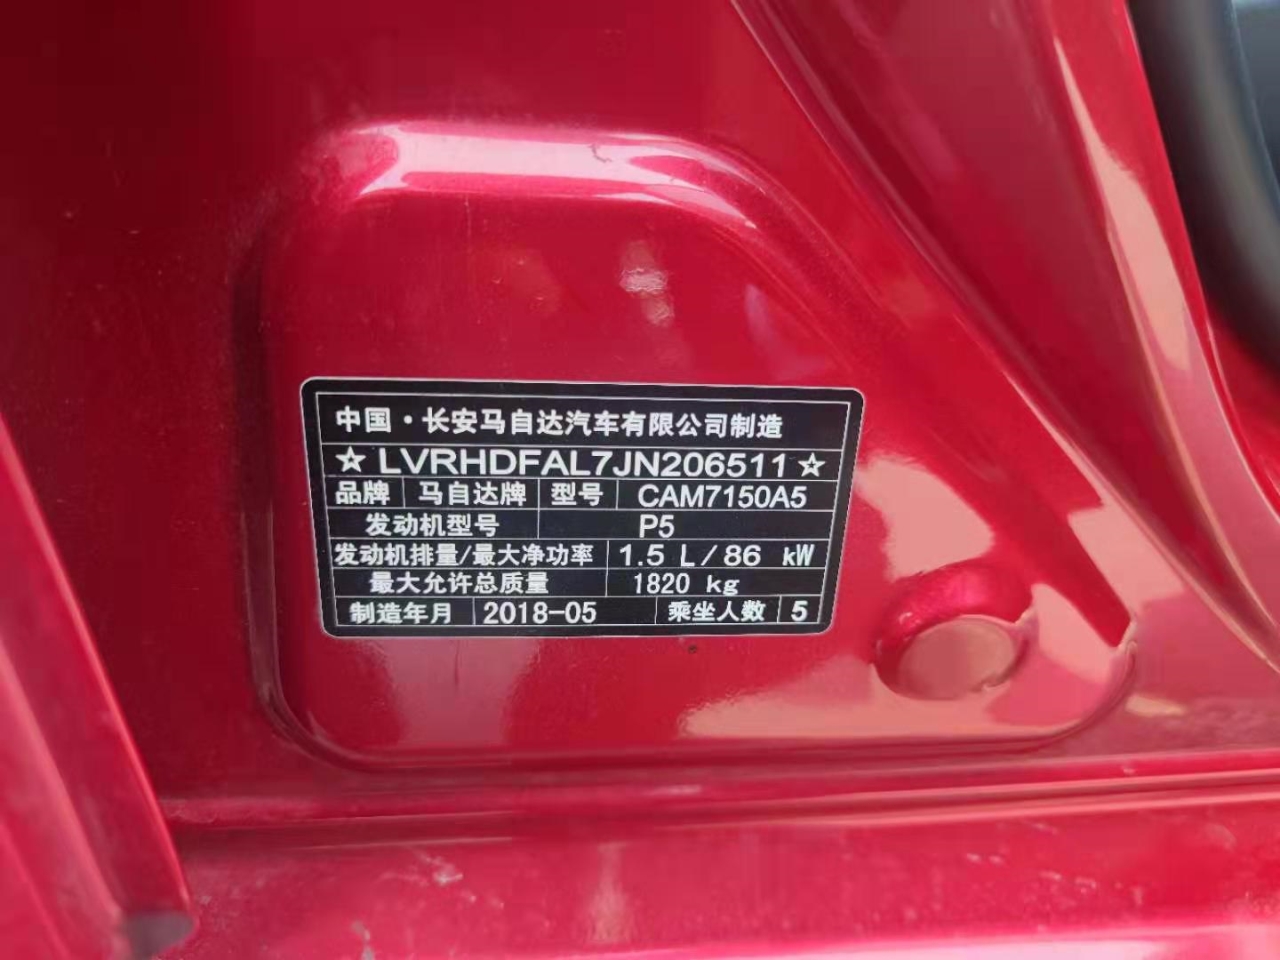 中国·长安马自达汽车有限公司制造
☆LVRHDFAL7JN206511☆
品牌 马自达牌 型号 CAM7150A5
发动机型号 P5
发动机排量/最大净功率 1.5 L/86 kW
最大允许总质量 1820 kg
制造年月 2018-05 乘坐人数 5